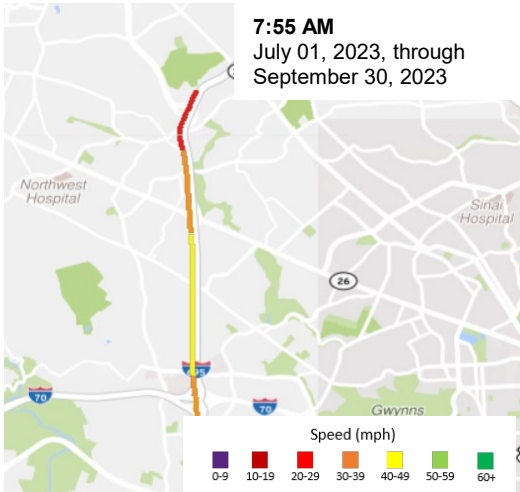 7:55 AM
July 01, 2023, through
September 30, 2023
Northwest
Hospital
Sinai
Hospital
26
695
70
70
Gwynns
Speed (mph)
0-9 10-19 20-29 30-39 40-49 50-59 60+